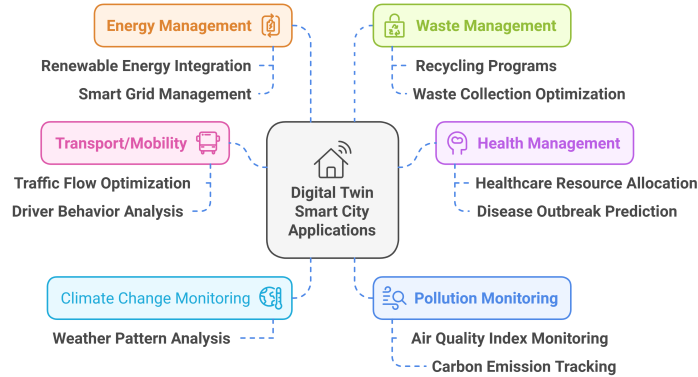 Energy Management
Renewable Energy Integration
Smart Grid Management
Waste Management
Recycling Programs
Waste Collection Optimization
Transport/Mobility
Traffic Flow Optimization
Driver Behavior Analysis
Digital Twin
Smart City
Applications
Health Management
Healthcare Resource Allocation
Disease Outbreak Prediction
Climate Change Monitoring
Weather Pattern Analysis
Pollution Monitoring
Air Quality Index Monitoring
Carbon Emission Tracking